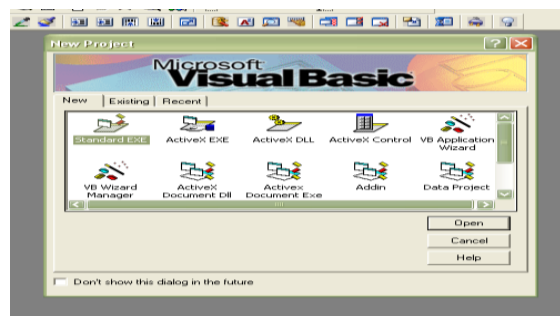 New Project
Microsoft
Visual Basic
New Existing Recent
Standard EXE ActiveX EXE ActiveX DLL ActiveX Control VB Application Wizard
VB Wizard Manager ActiveX Document Dll Activex Document Exe Addin Data Project
Open
Cancel
Help
Don't show this dialog in the future